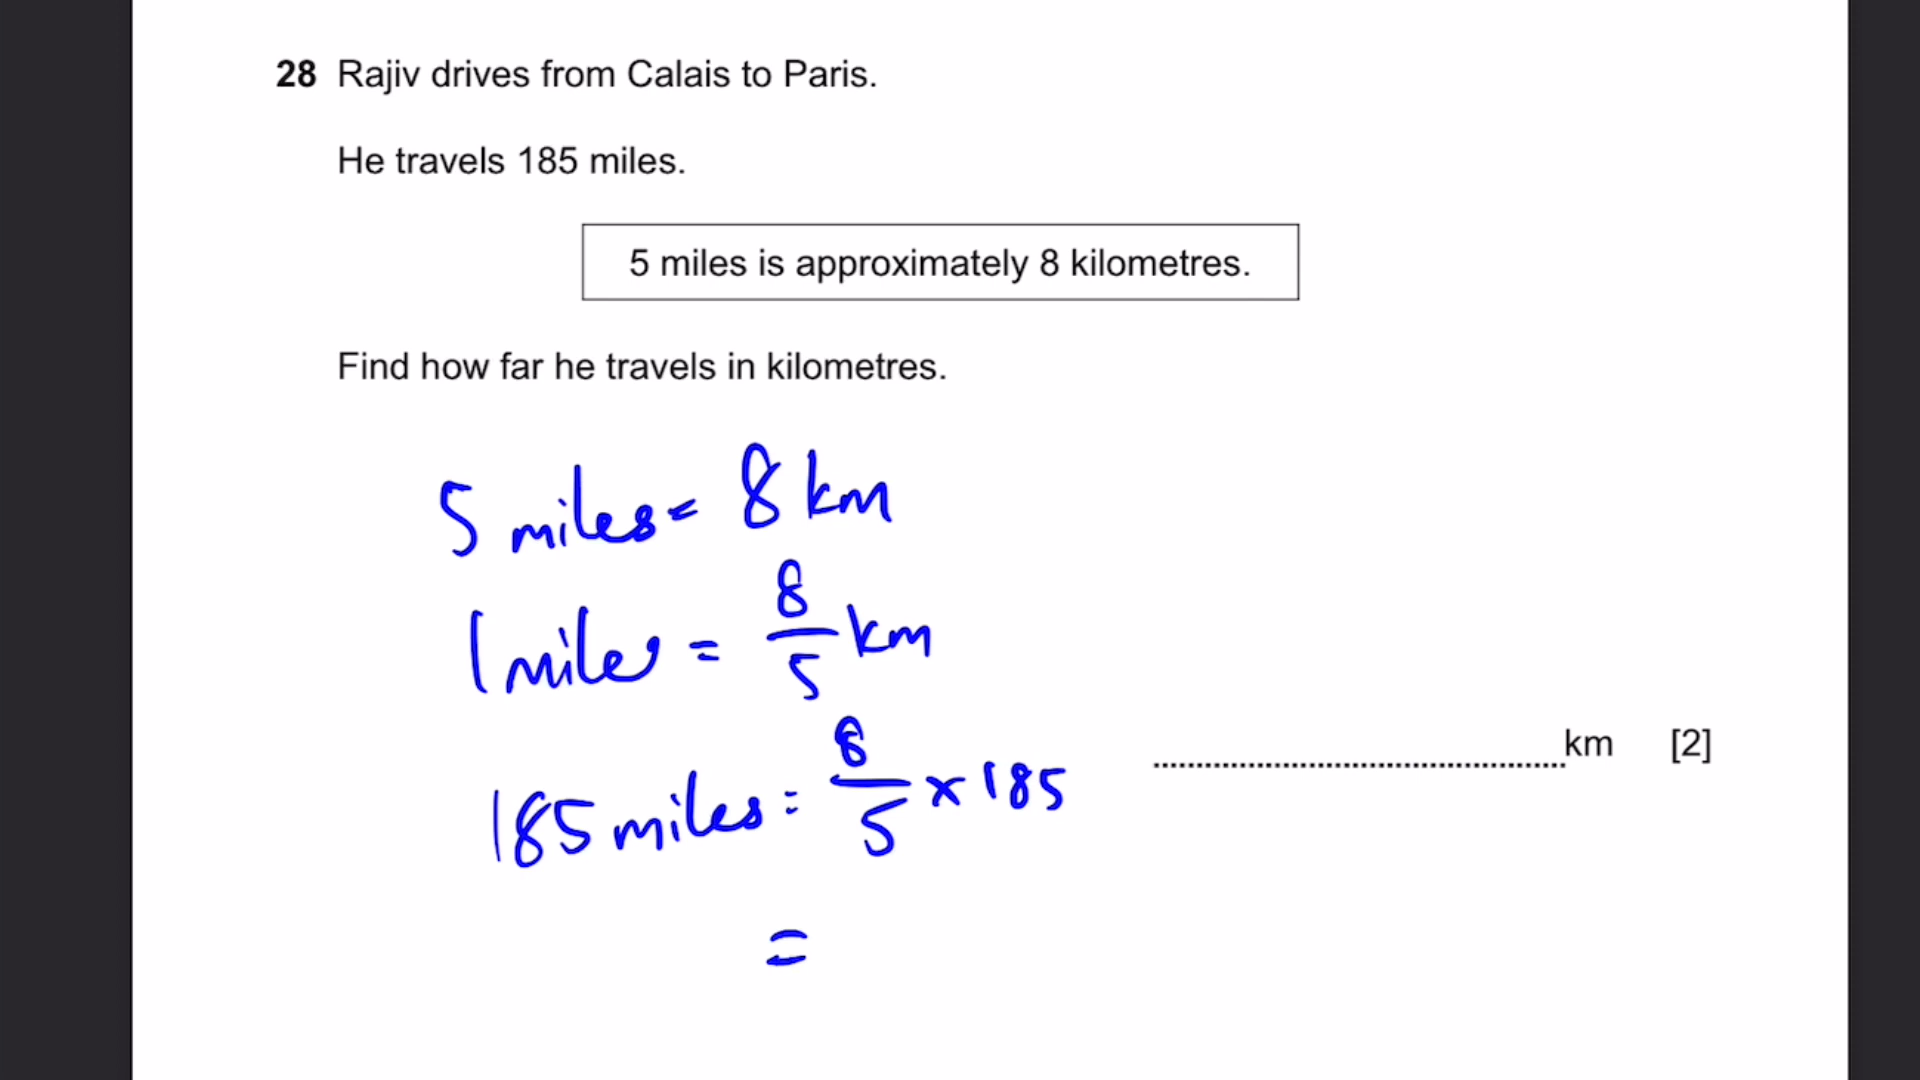 28 Rajiv drives from Calais to Paris.
He travels 185 miles.
5 miles is approximately 8 kilometres.
Find how far he travels in kilometres.
5 miles = 8 km
1 miles = 8/5 km
185 miles = 8/5 × 185
=
........................................km [2]